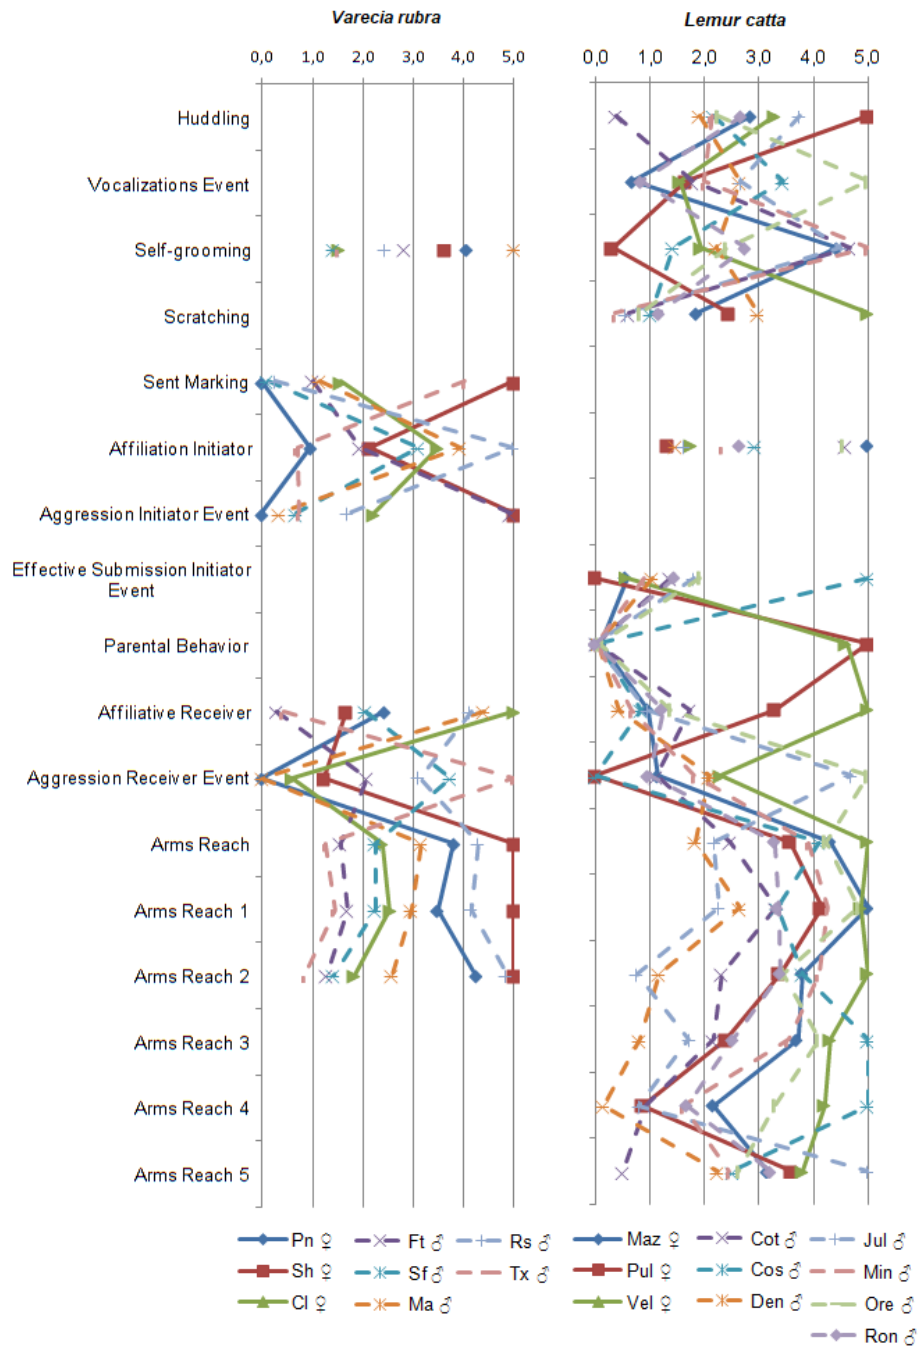 Varecia rubra
Lemur catta
0,0 1,0 2,0 3,0 4,0 5,0
0,0 1,0 2,0 3,0 4,0 5,0
Huddling
Vocalizations Event
Self-grooming
Scratching
Sent Marking
Affiliation Initiator
Aggression Initiator Event
Effective Submission Initiator
Event
Parental Behavior
Affiliative Receiver
Aggression Receiver Event
Arms Reach
Arms Reach 1
Arms Reach 2
Arms Reach 3
Arms Reach 4
Arms Reach 5
Pn ♀ Ft ♂ Rs ♂
Sh ♀ Sf ♂ Tx ♂
Cl ♀ Ma ♂
Maz ♀ Cot ♂ Jul ♂
Pul ♀ Cos ♂ Min ♂
Vel ♀ Den ♂ Ore ♂
Ron ♂